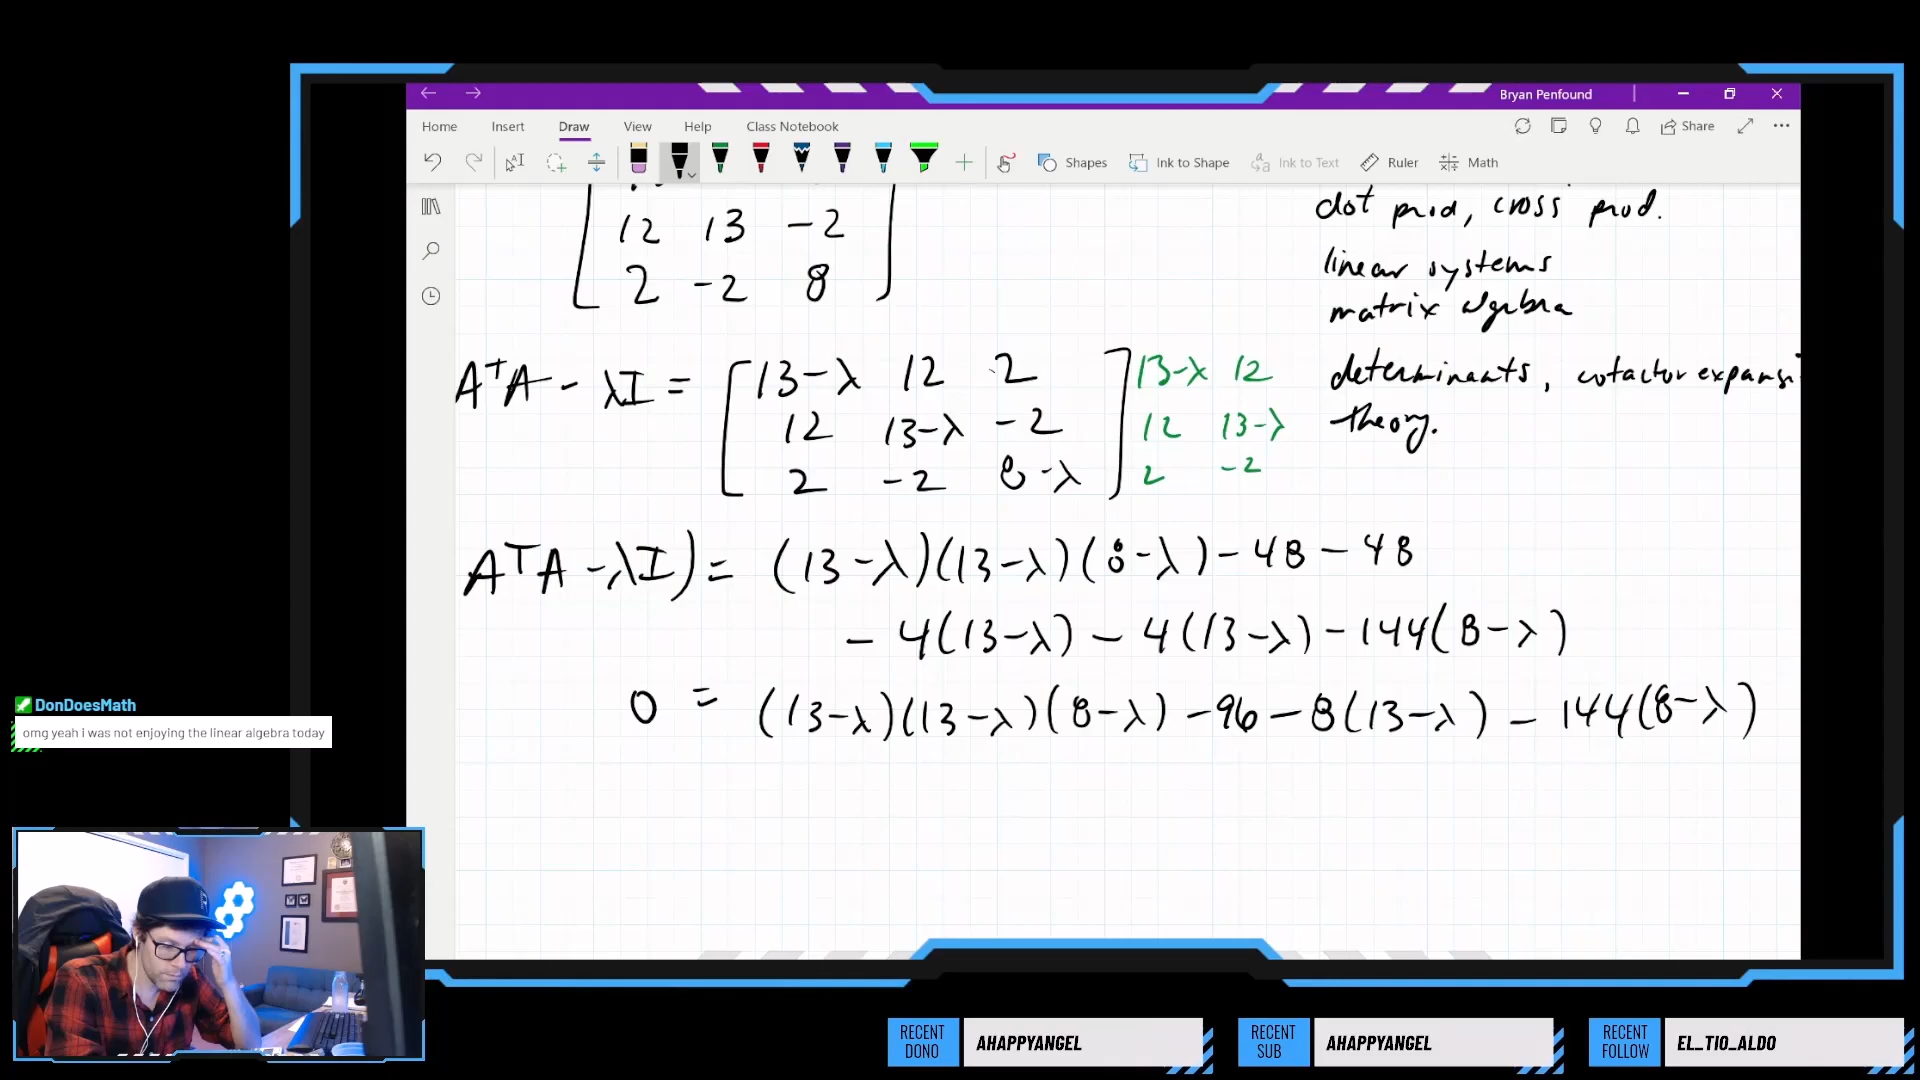 Bryan Penfound
Home Insert Draw View Help Class Notebook Share
Shapes Ink to Shape Ink to Text Ruler Math
12 13 -2
2 -2 8
dot prod, cross prod.
linear systems
matrix algebra
AᵀA - λI = [13-λ 12 2] 13-λ 12
12 13-λ -2 12 13-λ
2 -2 8-λ 2 -2
determinants, cofactor expansi
theory.
AᵀA - λI) = (13-λ)(13-λ)(8-λ) - 48 - 48
- 4(13-λ) - 4(13-λ) - 144(8-λ)
0 = (13-λ)(13-λ)(8-λ) - 96 - 8(13-λ) - 144(8-λ)
DonDoesMath
omg yeah i was not enjoying the linear algebra today
RECENT DONO AHAPPYANGEL
RECENT SUB AHAPPYANGEL
RECENT FOLLOW EL_TIO_ALDO